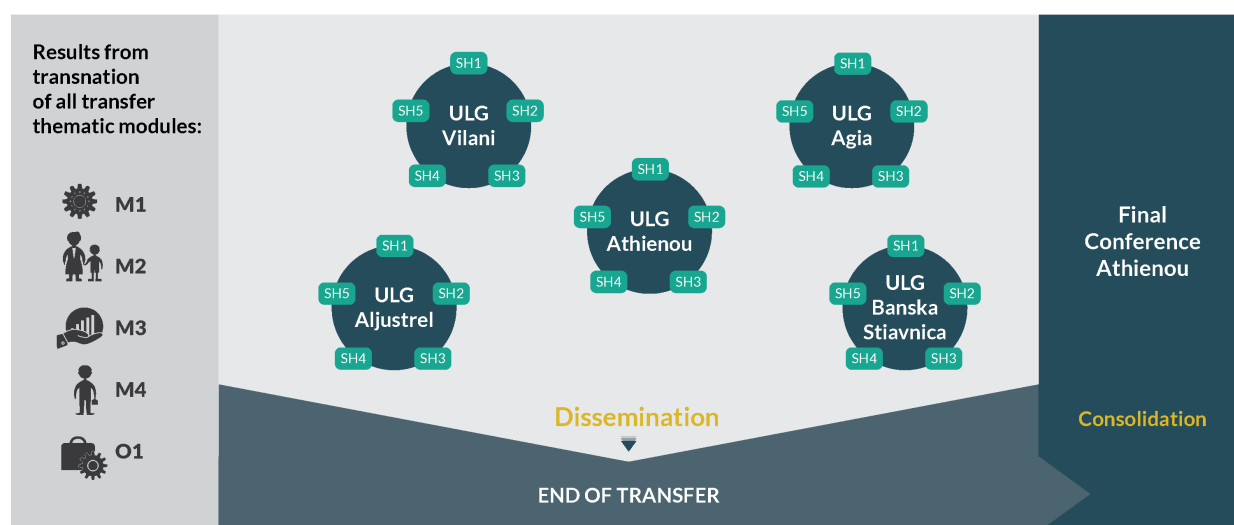 Results from
transnation
of all transfer
thematic modules:
M1
M2
M3
M4
O1
SH1
SH5
SH2
ULG
Vilani
SH4
SH3
SH1
SH5
SH2
ULG
Agia
SH4
SH3
SH1
SH5
SH2
ULG
Athienou
SH4
SH3
SH1
SH5
SH2
ULG
Aljustrel
SH4
SH3
SH1
SH5
SH2
ULG
Banska
Stiavnica
SH4
SH3
Dissemination
END OF TRANSFER
Final
Conference
Athienou
Consolidation